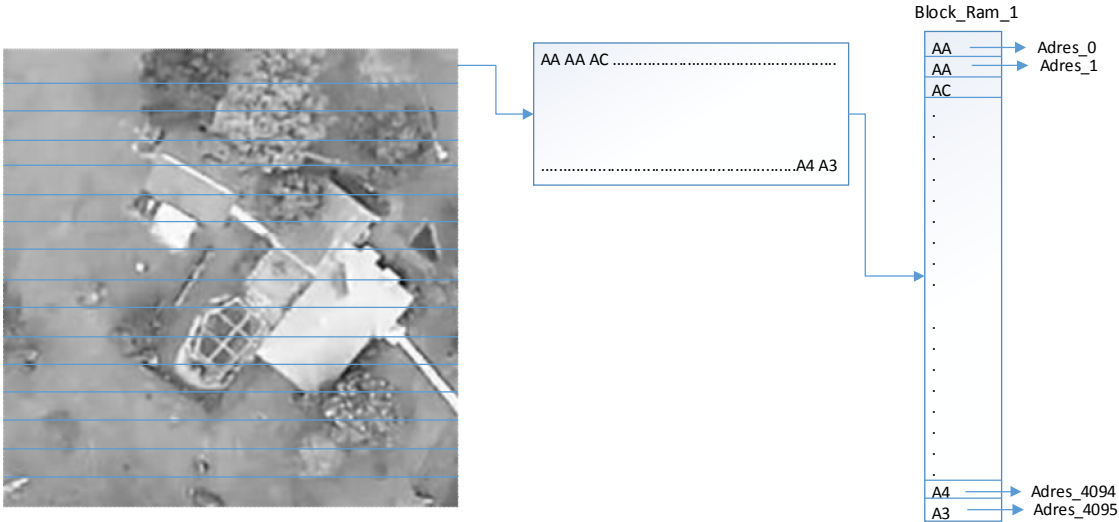 Block_Ram_1
AA AA AC ......................................................
.............................................................A4 A3
AA Adres_0
AA Adres_1
AC
A4 Adres_4094
A3 Adres_4095